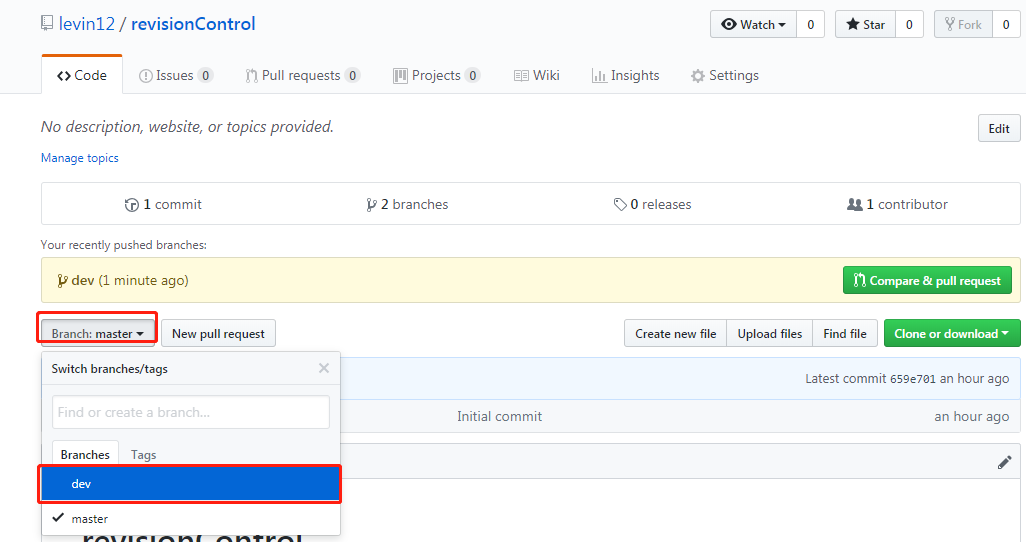 levin12 / revisionControl
Watch 0 Star 0 Fork 0
Code Issues 0 Pull requests 0 Projects 0 Wiki Insights Settings
No description, website, or topics provided.
Edit
Manage topics
1 commit 2 branches 0 releases 1 contributor
Your recently pushed branches:
dev (1 minute ago) Compare & pull request
Branch: master New pull request Create new file Upload files Find file Clone or download
Switch branches/tags
Latest commit 659e701 an hour ago
Find or create a branch...
Initial commit an hour ago
Branches Tags
dev
master
revisionControl